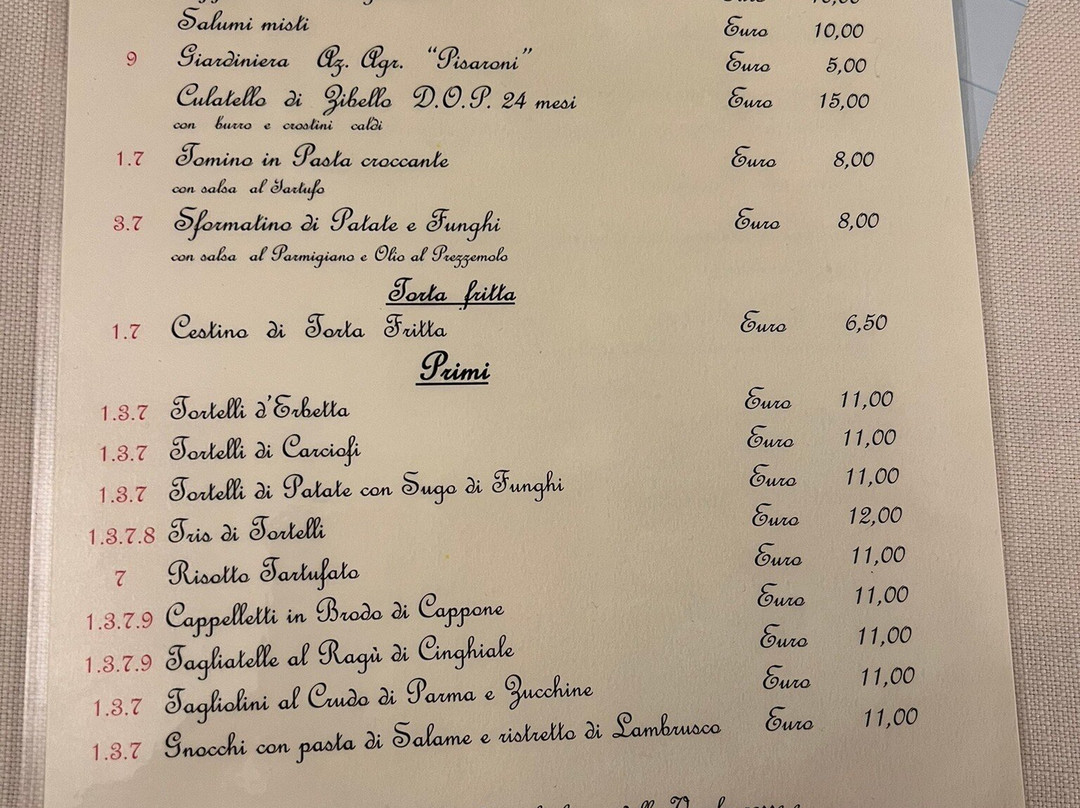 Euro 10,00
Salumi misti Euro 10,00
9 Giardiniera Az. Agr. "Pisaroni" Euro 5,00
Culatello di Zibello D.O.P. 24 mesi Euro 15,00
con burro e crostini caldi
1.7 Tomino in Pasta croccante Euro 8,00
con salsa al Tartufo
3.7 Sformatino di Patate e Funghi Euro 8,00
con salsa al Parmigiano e Olio al Prezzemolo
Torta fritta
1.7 Cestino di Torta Fritta Euro 6,50
Primi
1.3.7 Tortelli d'Erbetta Euro 11,00
1.3.7 Tortelli di Carciofi Euro 11,00
1.3.7 Tortelli di Patate con Sugo di Funghi Euro 11,00
1.3.7.8 Tris di Tortelli Euro 12,00
7 Risotto Tartufato Euro 11,00
1.3.7.9 Cappelletti in Brodo di Cappone Euro 11,00
1.3.7.9 Tagliatelle al Ragù di Cinghiale Euro 11,00
1.3.7 Tagliolini al Crudo di Parma e Zucchine Euro 11,00
1.3.7 Gnocchi con pasta di Salame e ristretto di Lambrusco Euro 11,00